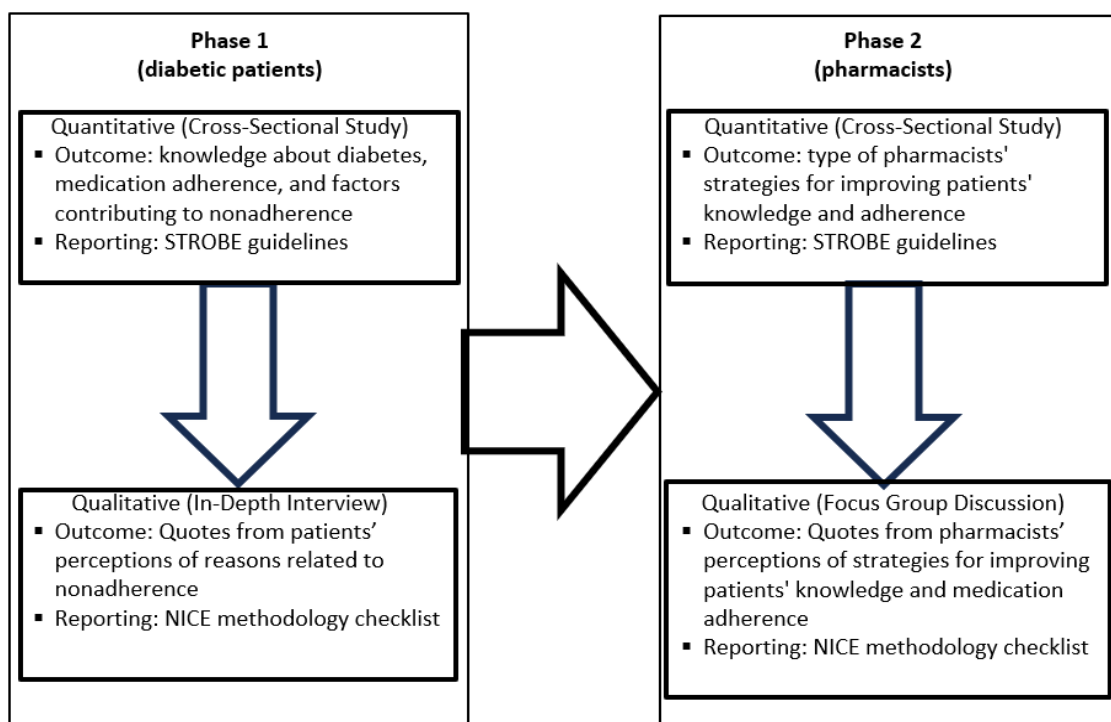 Phase 1
(diabetic patients)
Quantitative (Cross-Sectional Study)
▪ Outcome: knowledge about diabetes,
medication adherence, and factors
contributing to nonadherence
▪ Reporting: STROBE guidelines
Qualitative (In-Depth Interview)
▪ Outcome: Quotes from patients’
perceptions of reasons related to
nonadherence
▪ Reporting: NICE methodology checklist
Phase 2
(pharmacists)
Quantitative (Cross-Sectional Study)
▪ Outcome: type of pharmacists'
strategies for improving patients'
knowledge and adherence
▪ Reporting: STROBE guidelines
Qualitative (Focus Group Discussion)
▪ Outcome: Quotes from pharmacists’
perceptions of strategies for improving
patients' knowledge and medication
adherence
▪ Reporting: NICE methodology checklist